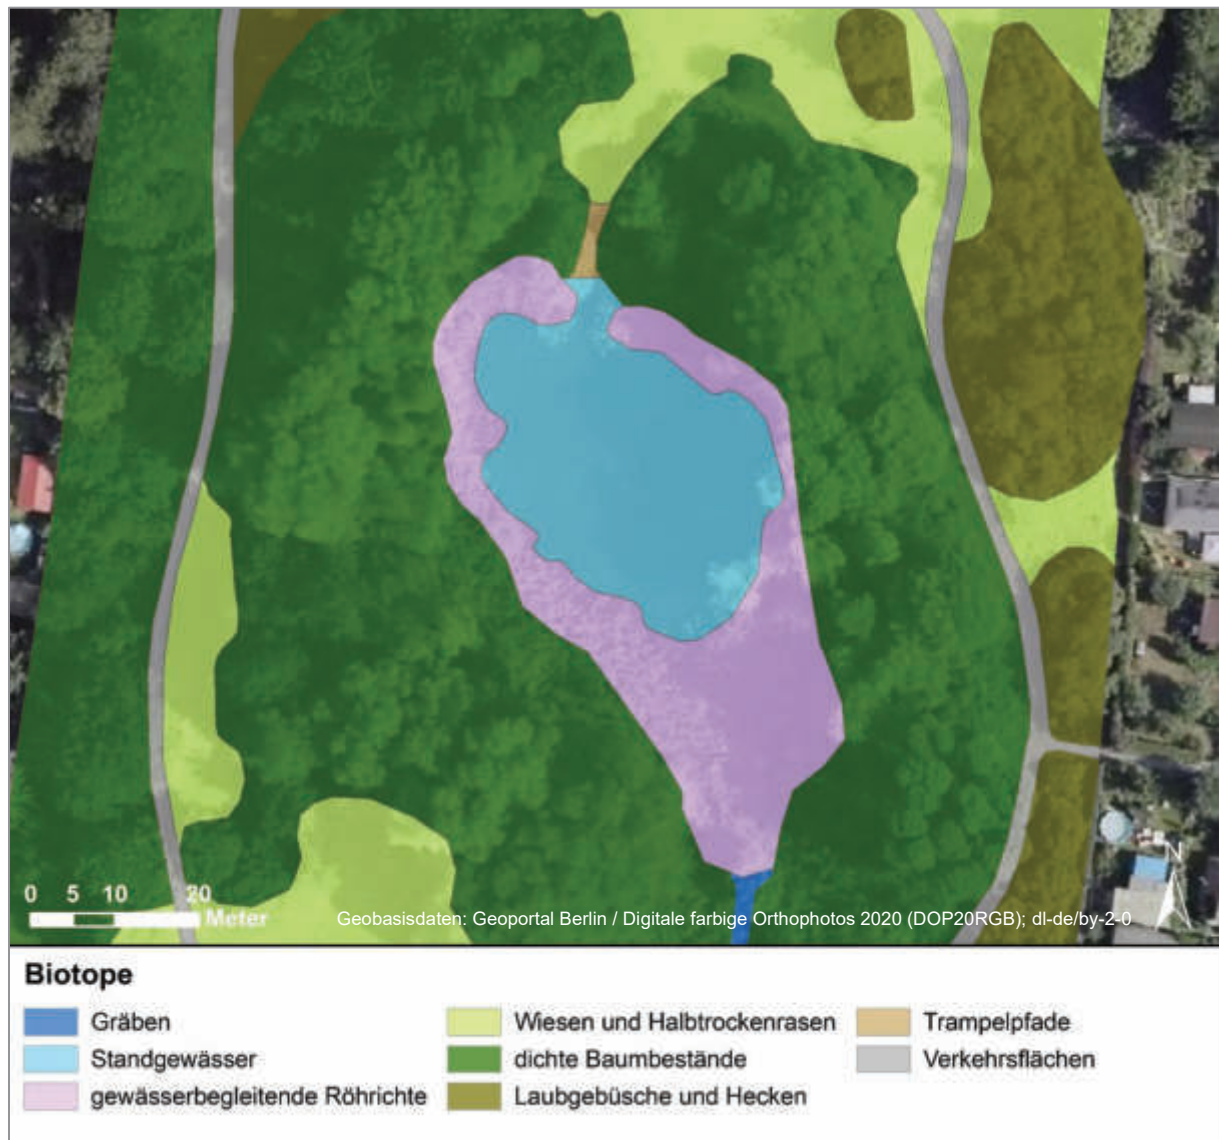 N
0 5 10 20
Meter
Geobasisdaten: Geoportal Berlin / Digitale farbige Orthophotos 2020 (DOP20RGB); dl-de/by-2-0
Biotope
Gräben
Standgewässer
gewässerbegleitende Röhrichte
Wiesen und Halbtrockenrasen
dichte Baumbestände
Laubgebüsche und Hecken
Trampelpfade
Verkehrsflächen